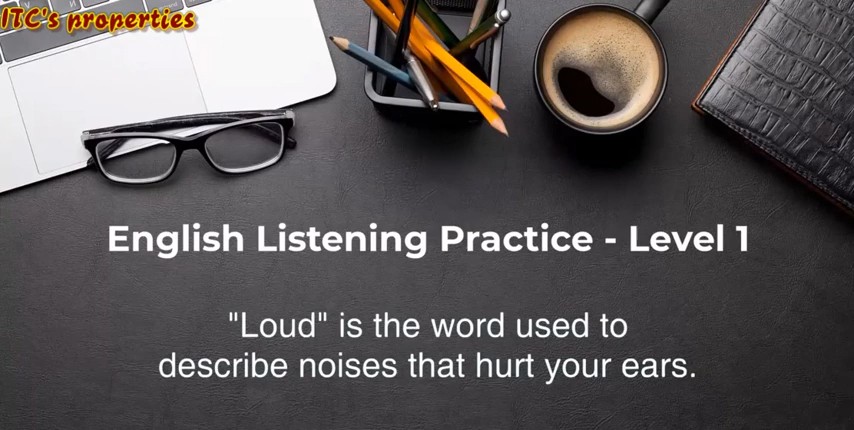 ITC's properties
English Listening Practice - Level 1
"Loud" is the word used to
describe noises that hurt your ears.